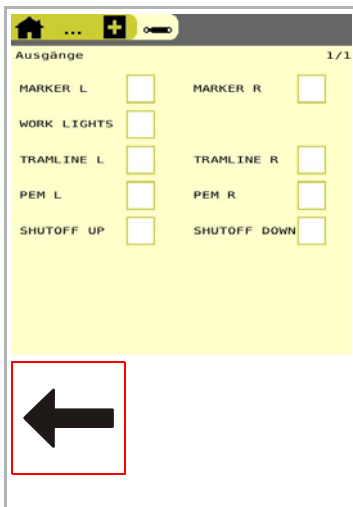 ...
Ausgänge 1/1
MARKER L MARKER R
WORK LIGHTS
TRAMLINE L TRAMLINE R
PEM L PEM R
SHUTOFF UP SHUTOFF DOWN